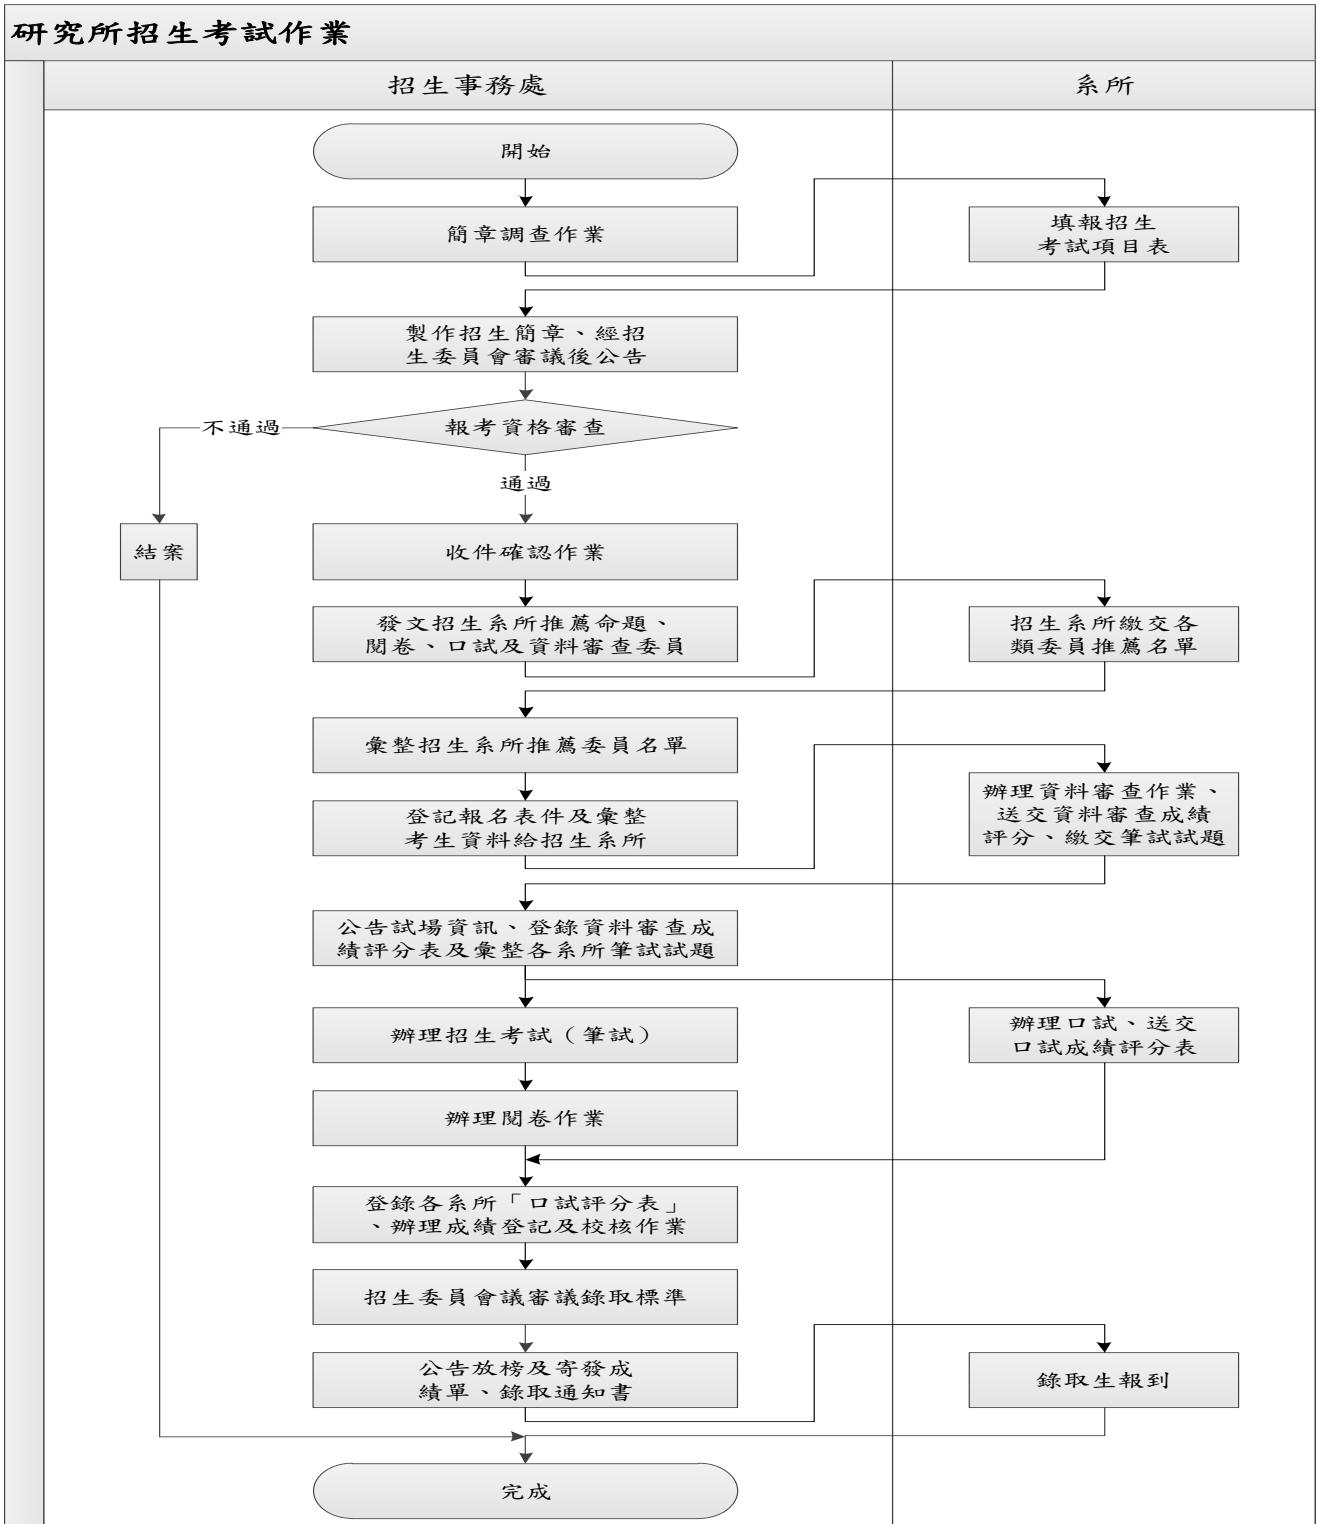 研究所招生考試作業
招生事務處
系所
開始
簡章調查作業
填報招生
考試項目表
製作招生簡章、經招
生委員會審議後公告
報考資格審查
不通過
通過
結案
收件確認作業
發文招生系所推薦命題、
閱卷、口試及資料審查委員
招生系所繳交各
類委員推薦名單
彙整招生系所推薦委員名單
登記報名表件及彙整
考生資料給招生系所
辦理資料審查作業、
送交資料審查成績
評分、繳交筆試試題
公告試場資訊、登錄資料審查成
績評分表及彙整各系所筆試試題
辦理招生考試（筆試）
辦理口試、送交
口試成績評分表
辦理閱卷作業
登錄各系所「口試評分表」
、辦理成績登記及校核作業
招生委員會議審議錄取標準
公告放榜及寄發成
績單、錄取通知書
錄取生報到
完成